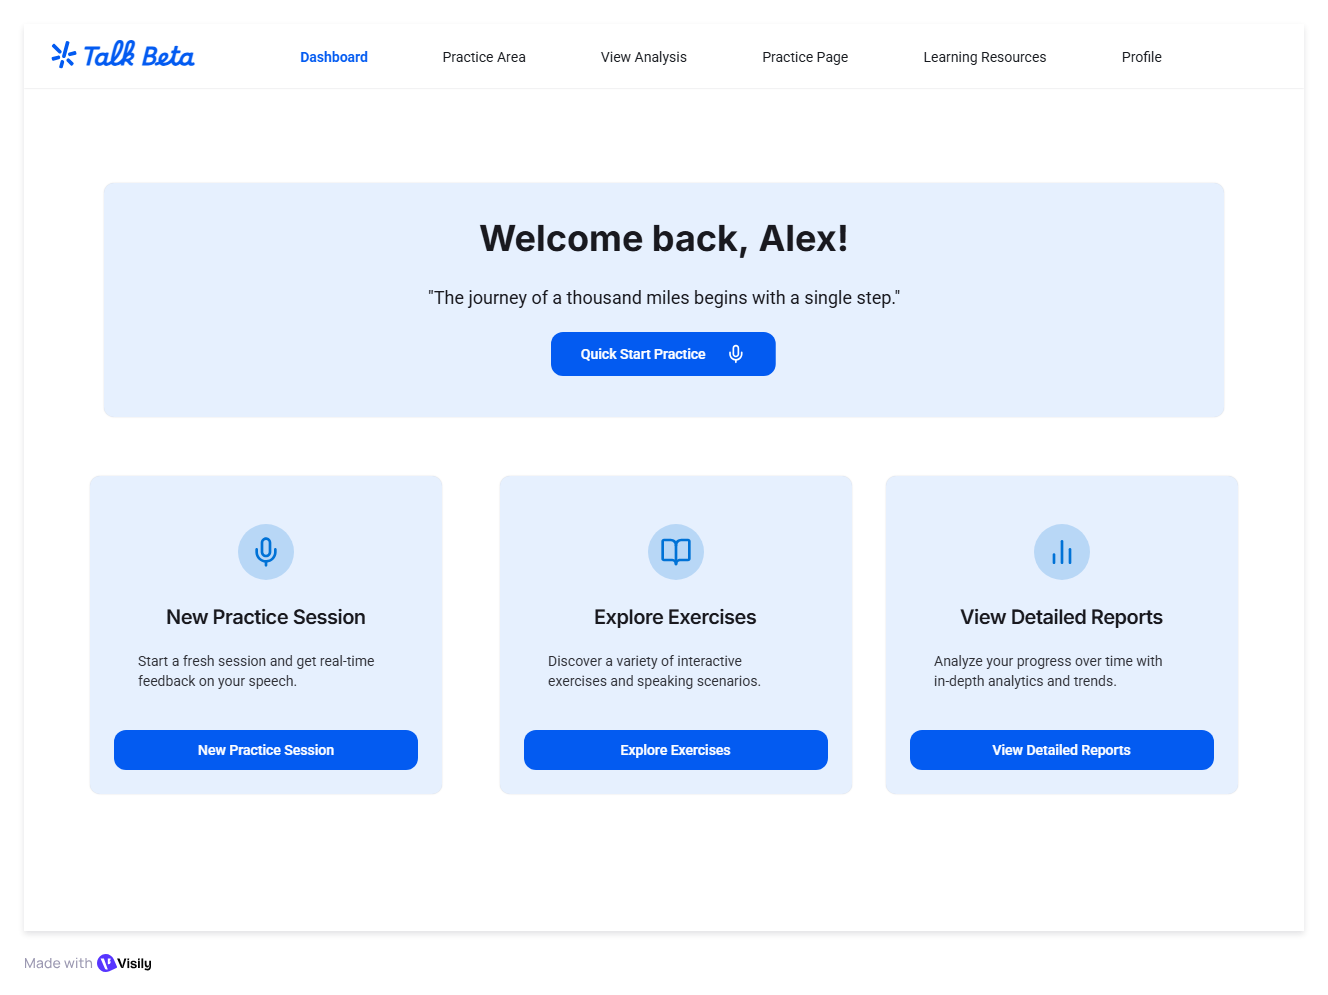 Talk Beta
Dashboard
Practice Area
View Analysis
Practice Page
Learning Resources
Profile
Welcome back, Alex!
"The journey of a thousand miles begins with a single step."
Quick Start Practice
New Practice Session
Start a fresh session and get real-time
feedback on your speech.
New Practice Session
Explore Exercises
Discover a variety of interactive
exercises and speaking scenarios.
Explore Exercises
View Detailed Reports
Analyze your progress over time with
in-depth analytics and trends.
View Detailed Reports
Made with Visily